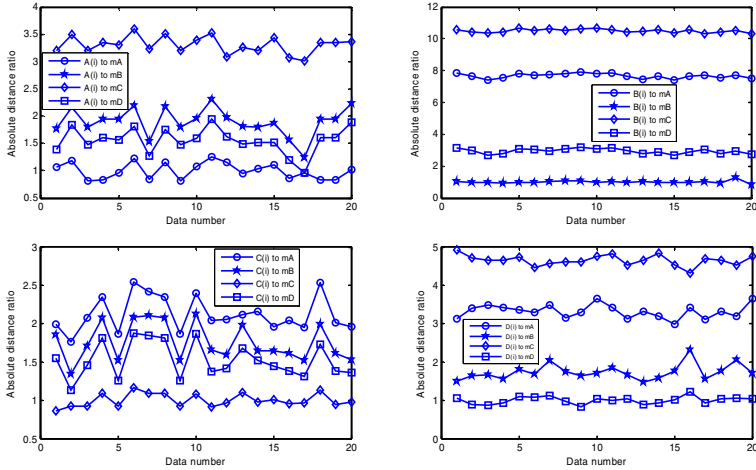 4
3.5
3
2.5
2
1.5
1
0.5
0
0 5 10 15 20
Absolute distance ratio
Data number
A(i) to mA
A(i) to mB
A(i) to mC
A(i) to mD
12
10
8
6
4
2
0
0 5 10 15 20
Absolute distance ratio
Data number
B(i) to mA
B(i) to mB
B(i) to mC
B(i) to mD
3
2.5
2
1.5
1
0.5
0 5 10 15 20
Absolute distance ratio
Data number
C(i) to mA
C(i) to mB
C(i) to mC
C(i) to mD
5
4
3
2
1
0
0 5 10 15 20
Absolute distance ratio
Data number
D(i) to mA
D(i) to mB
D(i) to mC
D(i) to mD